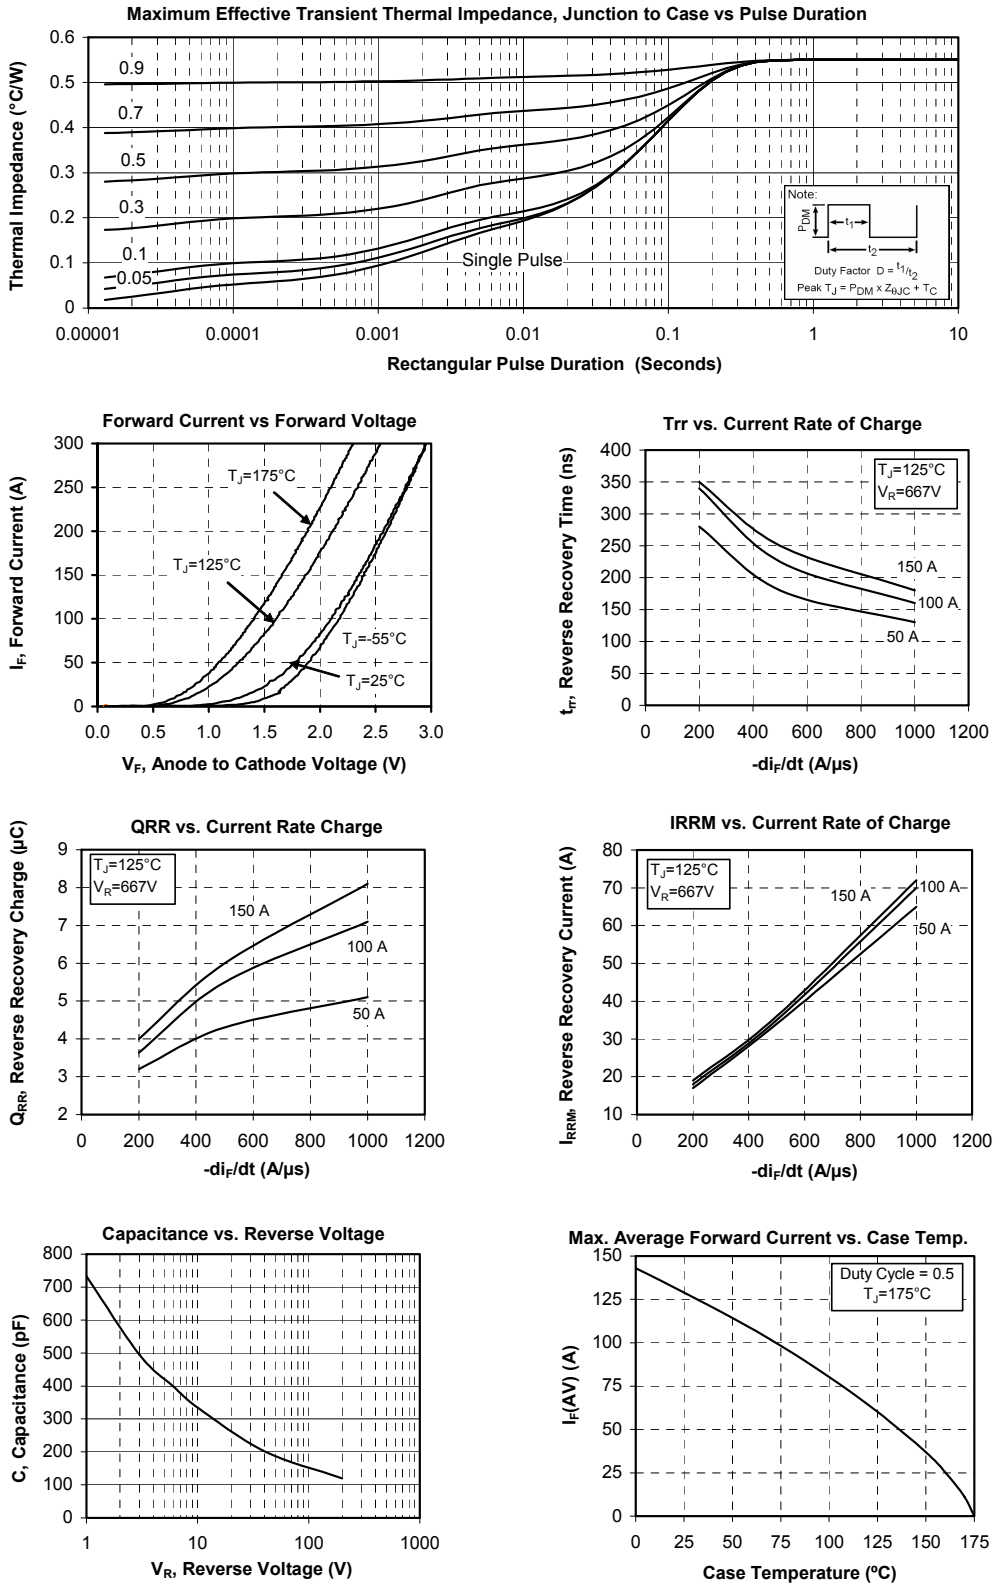 Maximum Effective Transient Thermal Impedance, Junction to Case vs Pulse Duration
Thermal Impedance (°C/W)
0.6
0.5
0.4
0.3
0.2
0.1
0
0.9
0.7
0.5
0.3
0.1
0.05
Single Pulse
Note:
PDM
t1
t2
Duty Factor D = t1/t2
Peak TJ = PDM x ZθJC + TC
0.00001 0.0001 0.001 0.01 0.1 1 10
Rectangular Pulse Duration (Seconds)
Forward Current vs Forward Voltage
IF, Forward Current (A)
300
250
200
150
100
50
0
TJ=175°C
TJ=125°C
TJ=-55°C
TJ=25°C
0.0 0.5 1.0 1.5 2.0 2.5 3.0
VF, Anode to Cathode Voltage (V)
Trr vs. Current Rate of Charge
trr, Reverse Recovery Time (ns)
400
350
300
250
200
150
100
50
0
TJ=125°C
VR=667V
150 A
100 A
50 A
0 200 400 600 800 1000 1200
-diF/dt (A/µs)
QRR vs. Current Rate Charge
QRR, Reverse Recovery Charge (µC)
9
8
7
6
5
4
3
2
TJ=125°C
VR=667V
150 A
100 A
50 A
0 200 400 600 800 1000 1200
-diF/dt (A/µs)
IRRM vs. Current Rate of Charge
IRRM, Reverse Recovery Current (A)
80
70
60
50
40
30
20
10
TJ=125°C
VR=667V
150 A
100 A
50 A
0 200 400 600 800 1000 1200
-diF/dt (A/µs)
Capacitance vs. Reverse Voltage
C, Capacitance (pF)
800
700
600
500
400
300
200
100
0
1 10 100 1000
VR, Reverse Voltage (V)
Max. Average Forward Current vs. Case Temp.
IF(AV) (A)
150
125
100
75
50
25
0
Duty Cycle = 0.5
TJ=175°C
0 25 50 75 100 125 150 175
Case Temperature (ºC)